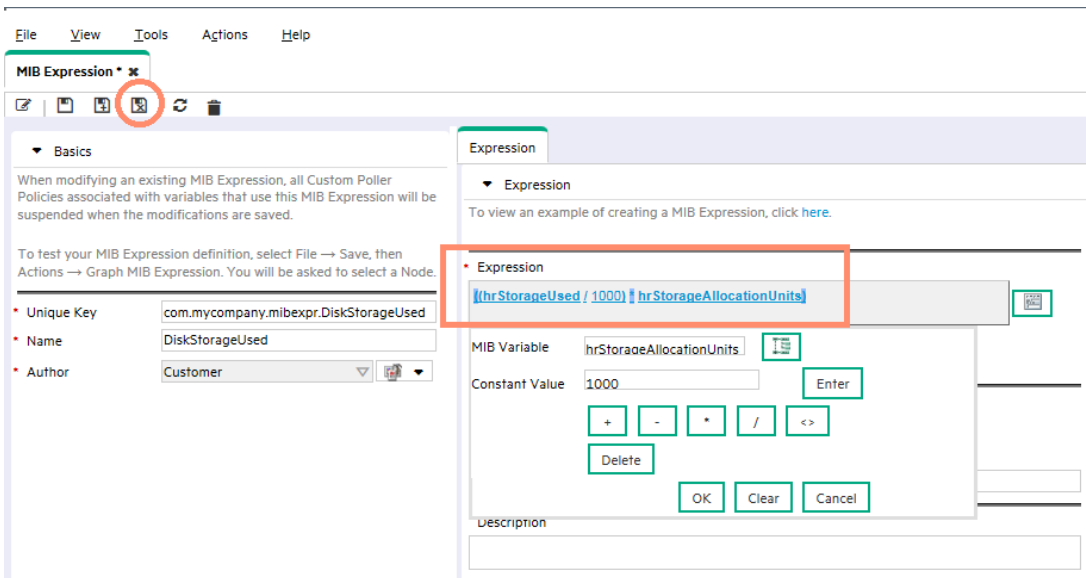 File View Tools Actions Help
MIB Expression *
Basics
When modifying an existing MIB Expression, all Custom Poller
Policies associated with variables that use this MIB Expression will be
suspended when the modifications are saved.
To test your MIB Expression definition, select File → Save, then
Actions → Graph MIB Expression. You will be asked to select a Node.
* Unique Key com.mycompany.mibexpr.DiskStorageUsed
* Name DiskStorageUsed
* Author Customer
Expression
Expression
To view an example of creating a MIB Expression, click here.
* Expression
((hrStorageUsed / 1000) * hrStorageAllocationUnits)
MIB Variable hrStorageAllocationUnits
Constant Value 1000 Enter
+ - * / <>
Delete
OK Clear Cancel
Description